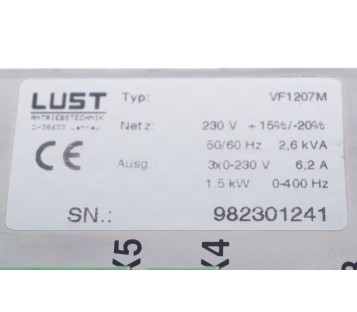 LUST Typ: VF1207M
ANTRIEBSTECHNIK
Netz: 230 V + 15%/-20%
50/60 Hz 2,6 kVA
CE Ausg. 3x0-230 V 6,2 A
1,5 kW 0-400 Hz
SN.: 982301241
X5 X4